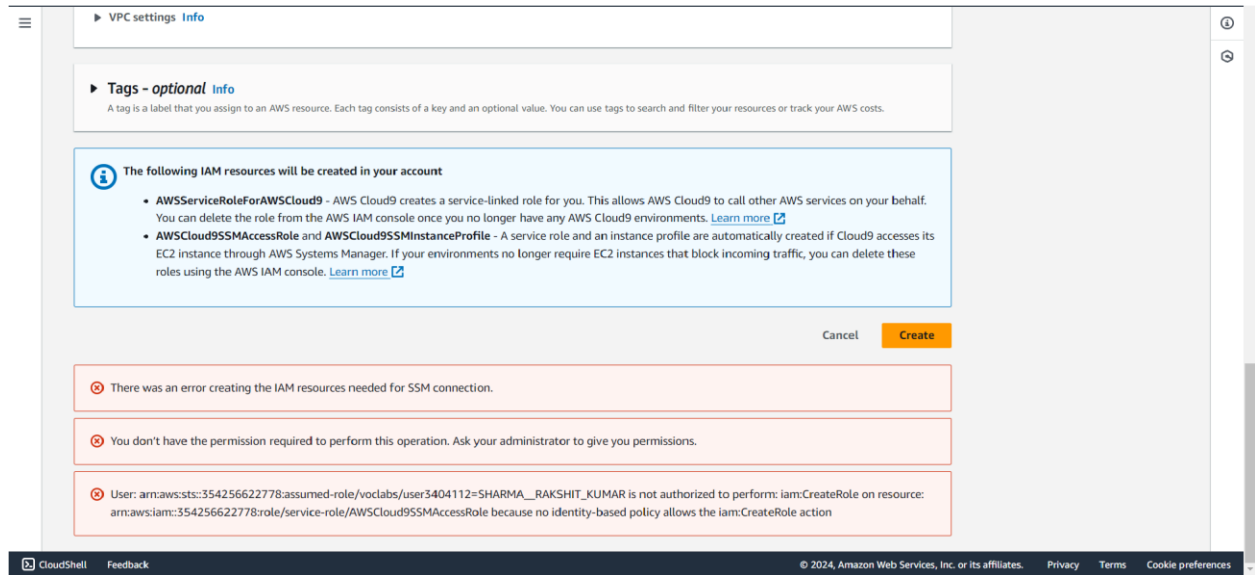 VPC settings Info
Tags - optional Info
A tag is a label that you assign to an AWS resource. Each tag consists of a key and an optional value. You can use tags to search and filter your resources or track your AWS costs.
The following IAM resources will be created in your account
• AWSServiceRoleForAWSCloud9 - AWS Cloud9 creates a service-linked role for you. This allows AWS Cloud9 to call other AWS services on your behalf.
You can delete the role from the AWS IAM console once you no longer have any AWS Cloud9 environments. Learn more
• AWSCloud9SSMAccessRole and AWSCloud9SSMInstanceProfile - A service role and an instance profile are automatically created if Cloud9 accesses its
EC2 instance through AWS Systems Manager. If your environments no longer require EC2 instances that block incoming traffic, you can delete these
roles using the AWS IAM console. Learn more
Cancel Create
There was an error creating the IAM resources needed for SSM connection.
You don't have the permission required to perform this operation. Ask your administrator to give you permissions.
User: arn:aws:sts::354256622778:assumed-role/voclabs/user3404112=SHARMA__RAKSHIT_KUMAR is not authorized to perform: iam:CreateRole on resource:
arn:aws:iam::354256622778:role/service-role/AWSCloud9SSMAccessRole because no identity-based policy allows the iam:CreateRole action
CloudShell Feedback © 2024, Amazon Web Services, Inc. or its affiliates. Privacy Terms Cookie preferences